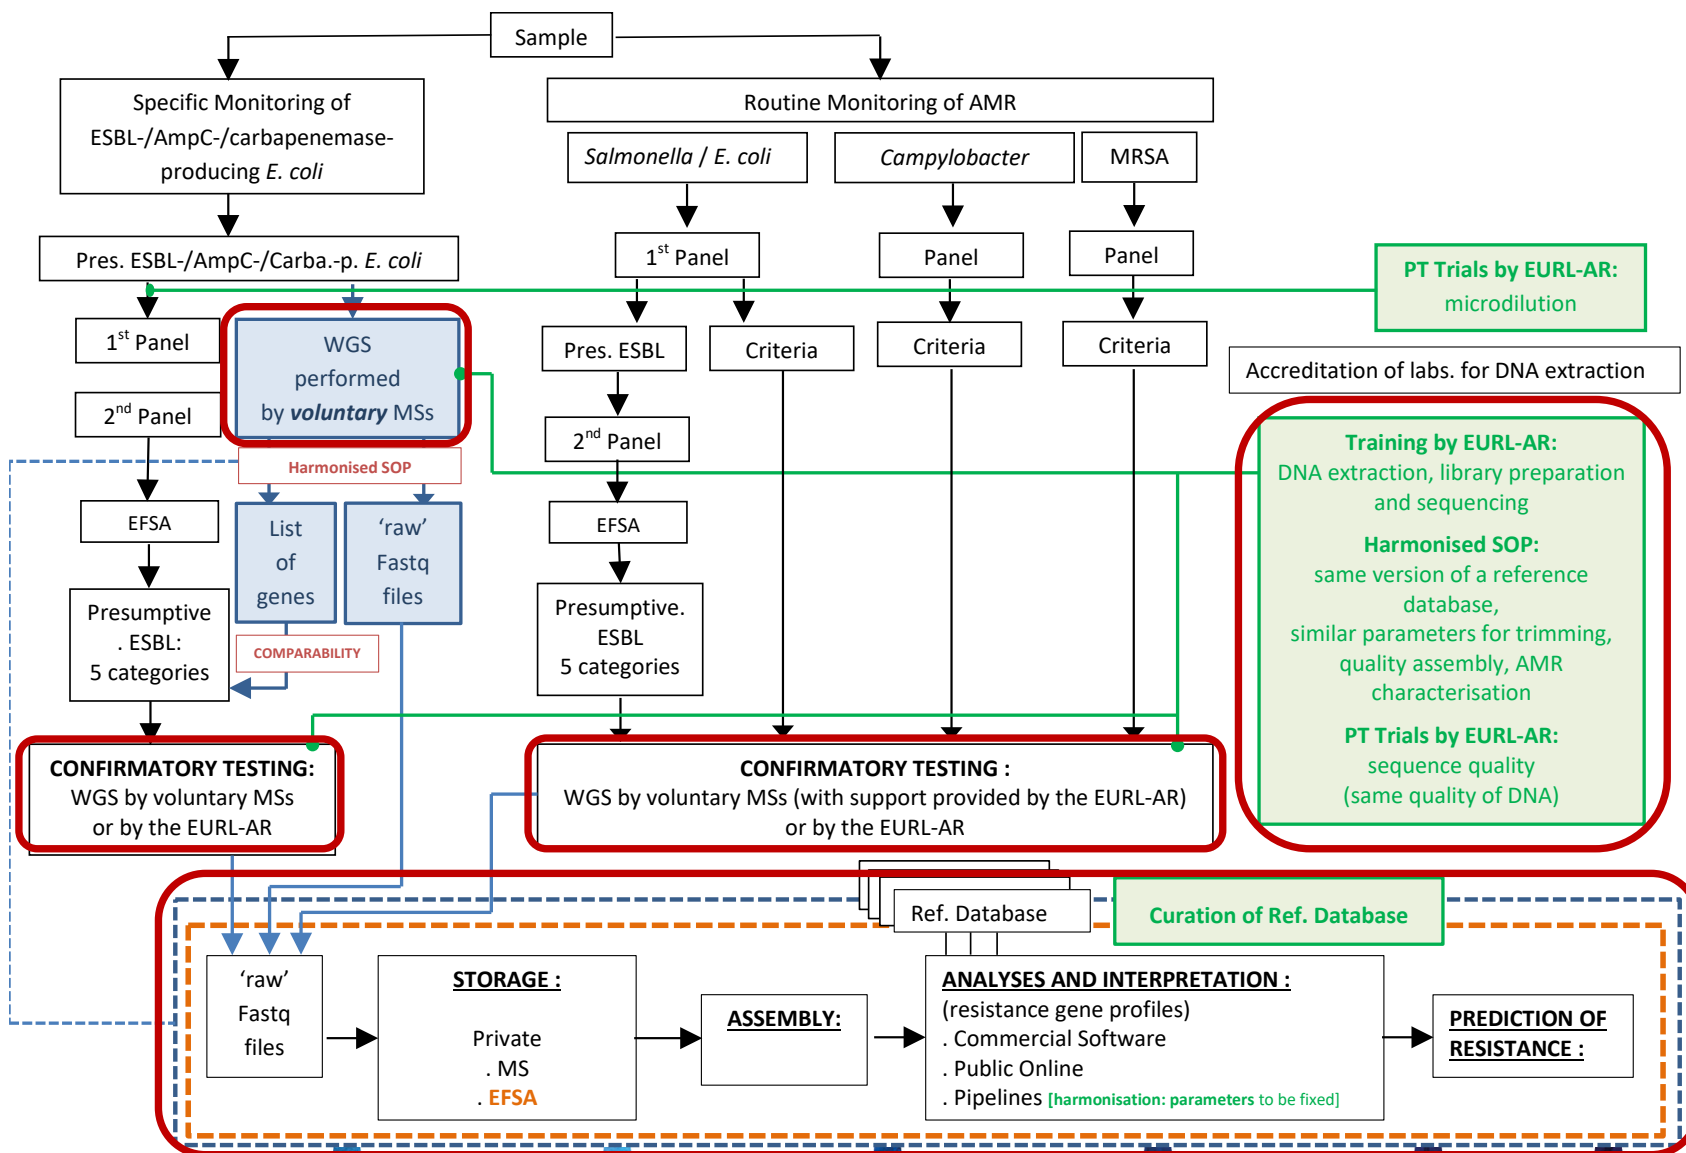 Sample
Specific Monitoring of
ESBL-/AmpC-/carbapenemase-
producing E. coli
Routine Monitoring of AMR
Salmonella / E. coli
Campylobacter
MRSA
Pres. ESBL-/AmpC-/Carba.-p. E. coli
1st Panel
Panel
Panel
PT Trials by EURL-AR:
microdilution
1st Panel
WGS
performed
by voluntary MSs
Pres. ESBL
Criteria
Criteria
Criteria
Accreditation of labs. for DNA extraction
2nd Panel
2nd Panel
Harmonised SOP
Training by EURL-AR:
DNA extraction, library preparation
and sequencing
Harmonised SOP:
same version of a reference
database,
similar parameters for trimming,
quality assembly, AMR
characterisation
PT Trials by EURL-AR:
sequence quality
(same quality of DNA)
EFSA
List
of
genes
‘raw’
Fastq
files
EFSA
Presumptive
. ESBL:
5 categories
COMPARABILITY
Presumptive.
ESBL
5 categories
CONFIRMATORY TESTING:
WGS by voluntary MSs
or by the EURL-AR
CONFIRMATORY TESTING :
WGS by voluntary MSs (with support provided by the EURL-AR)
or by the EURL-AR
Ref. Database
Curation of Ref. Database
‘raw’
Fastq
files
STORAGE :
Private
. MS
. EFSA
ASSEMBLY:
ANALYSES AND INTERPRETATION :
(resistance gene profiles)
. Commercial Software
. Public Online
. Pipelines [harmonisation: parameters to be fixed]
PREDICTION OF
RESISTANCE :